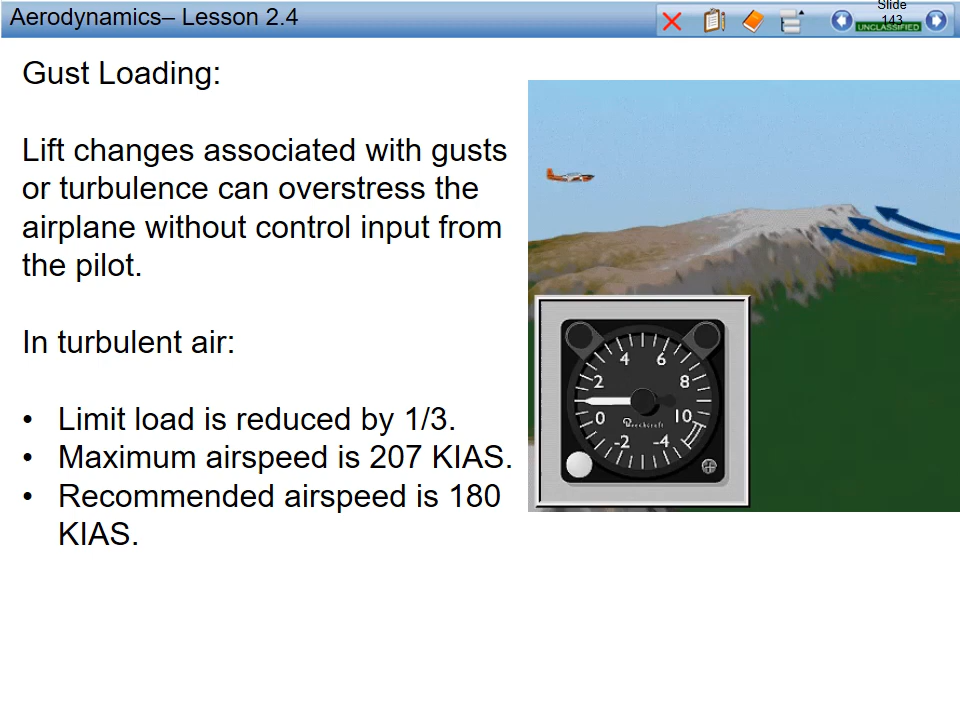 Aerodynamics– Lesson 2.4
Slide
143
UNCLASSIFIED
Gust Loading:
Lift changes associated with gusts
or turbulence can overstress the
airplane without control input from
the pilot.
In turbulent air:
• Limit load is reduced by 1/3.
• Maximum airspeed is 207 KIAS.
• Recommended airspeed is 180
KIAS.
4 6
2 8
0 10
Beechcraft
-2 -4